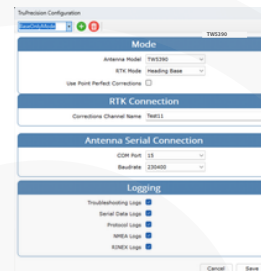 TruPrecision Configuration
BaseOnlyMode
TW5390
Mode
Antenna Model TW5390
RTK Mode Heading Base
Use Point Perfect Corrections
RTK Connection
Corrections Channel Name Test11
Antenna Serial Connection
COM Port 15
Baudrate 230400
Logging
Troubleshooting Logs
Serial Data Logs
Protocol Logs
NMEA Logs
RINEX Logs
Cancel Save